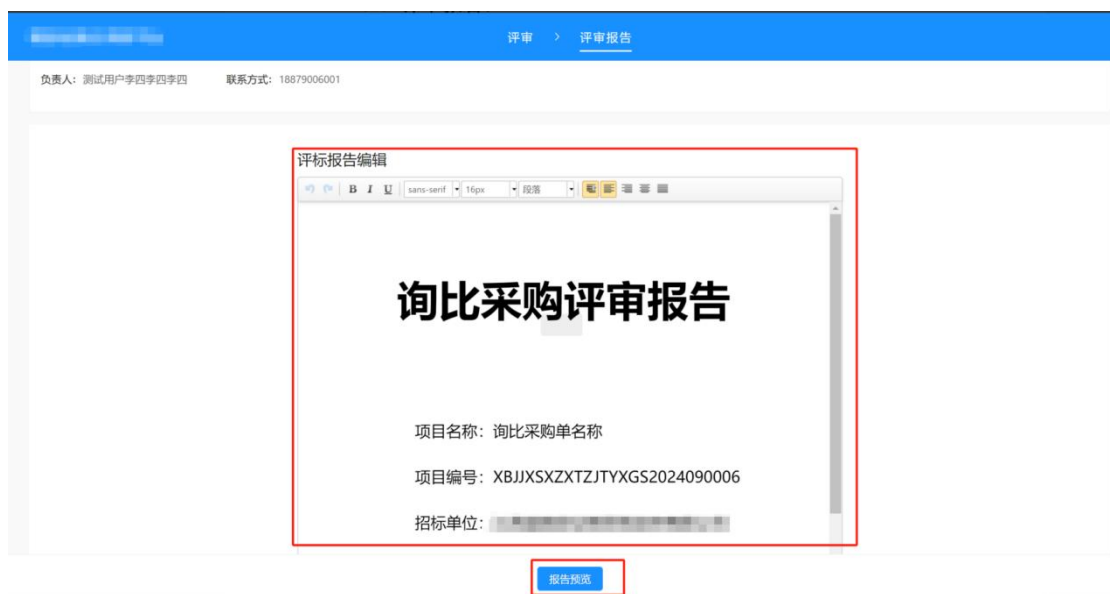 评审 > 评审报告
负责人：测试用户李四李四李四 联系方式：18879006001
评标报告编辑
B I U sans-serif 16px 段落
询比采购评审报告
项目名称：询比采购单名称
项目编号：XBJJXSXZXTZJTYXGS2024090006
招标单位：
报告预览